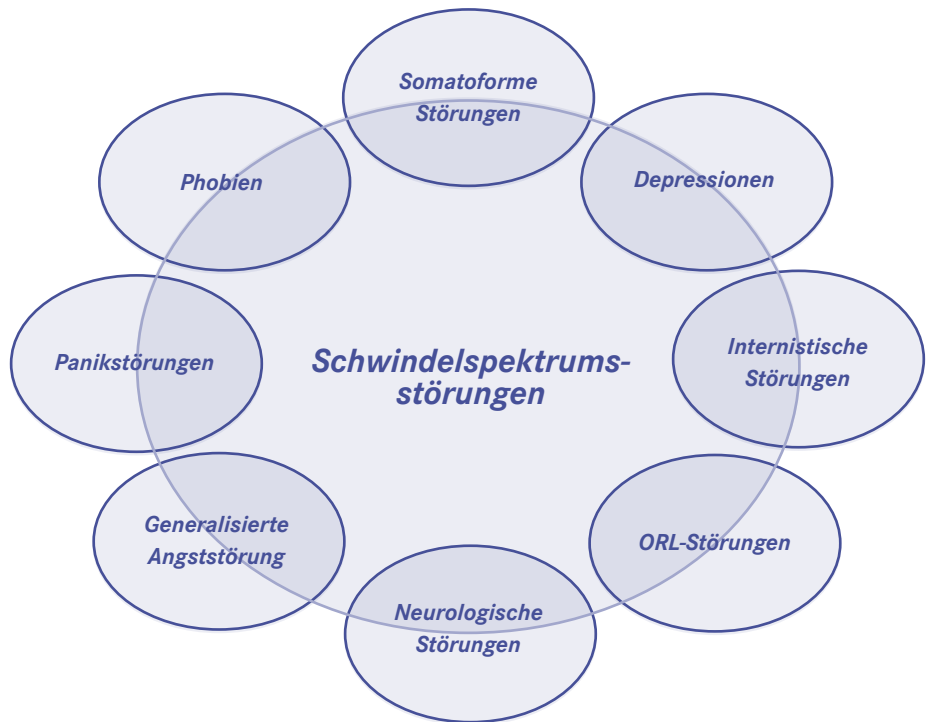 Somatoforme
Störungen
Phobien
Depressionen
Panikstörungen
Schwindelspektrums-
störungen
Internistische
Störungen
Generalisierte
Angststörung
ORL-Störungen
Neurologische
Störungen